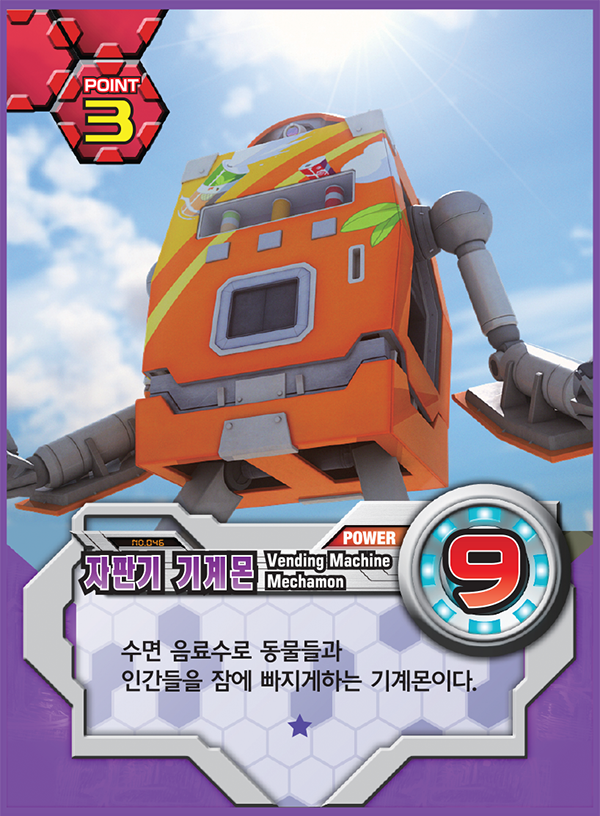 POINT
3
NO.046
POWER
자판기 기계몬
Vending Machine
Mechamon
9
수면 음료수로 동물들과
인간들을 잠에 빠지게하는 기계몬이다.